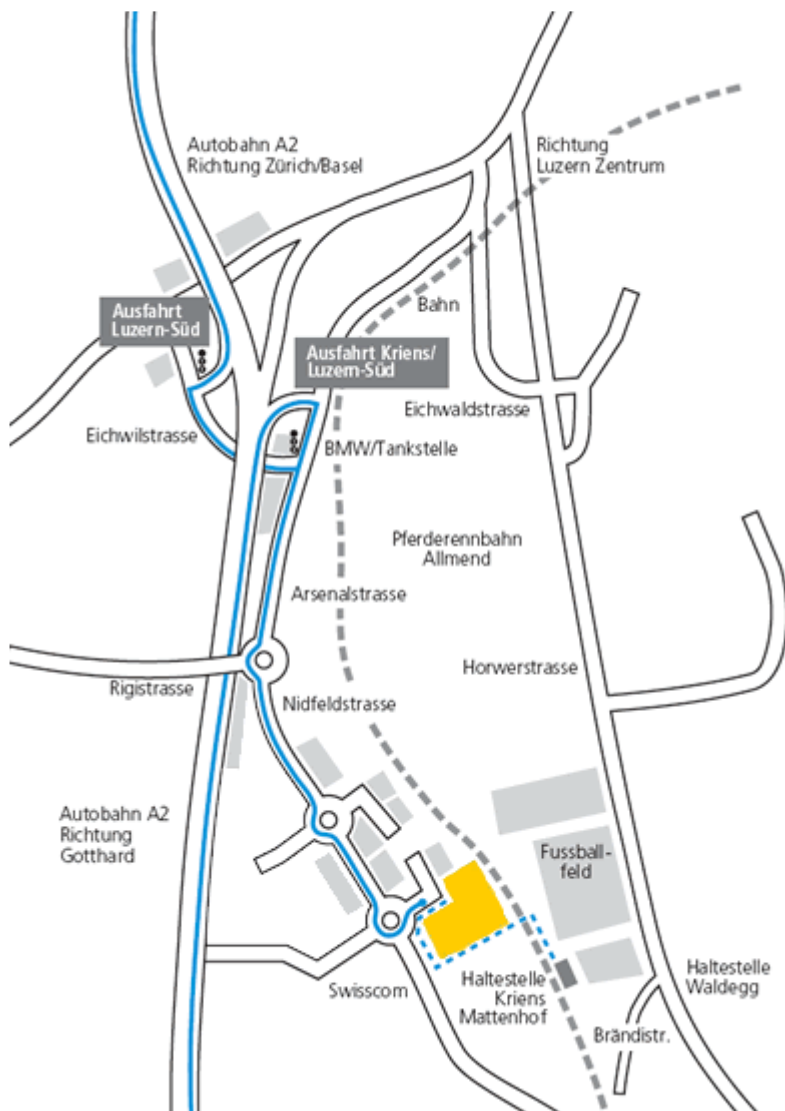 Autobahn A2
Richtung Zürich/Basel
Richtung
Luzern Zentrum
Ausfahrt
Luzern-Süd
Bahn
Ausfahrt Kriens/
Luzern-Süd
Eichwaldstrasse
Eichwilstrasse
BMW/Tankstelle
Pferderennbahn
Allmend
Arsenalstrasse
Horwerstrasse
Rigistrasse
Nidfeldstrasse
Autobahn A2
Richtung
Gotthard
Fussball-
feld
Swisscom
Haltestelle
Kriens
Mattenhof
Haltestelle
Waldegg
Brändistr.